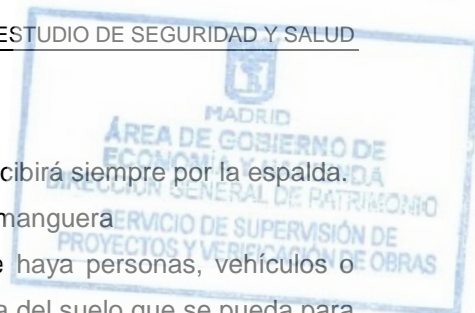 ESTUDIO DE SEGURIDAD Y SALUD
MADRID
ÁREA DE GOBIERNO DE
ECONOMÍA Y HACIENDA
DIRECCIÓN GENERAL DE PATRIMONIO
SERVICIO DE SUPERVISIÓN DE
PROYECTOS Y VERIFICACIÓN DE OBRAS
cibirá siempre por la espalda.
manguera
haya personas, vehículos o
del suelo que se pueda para